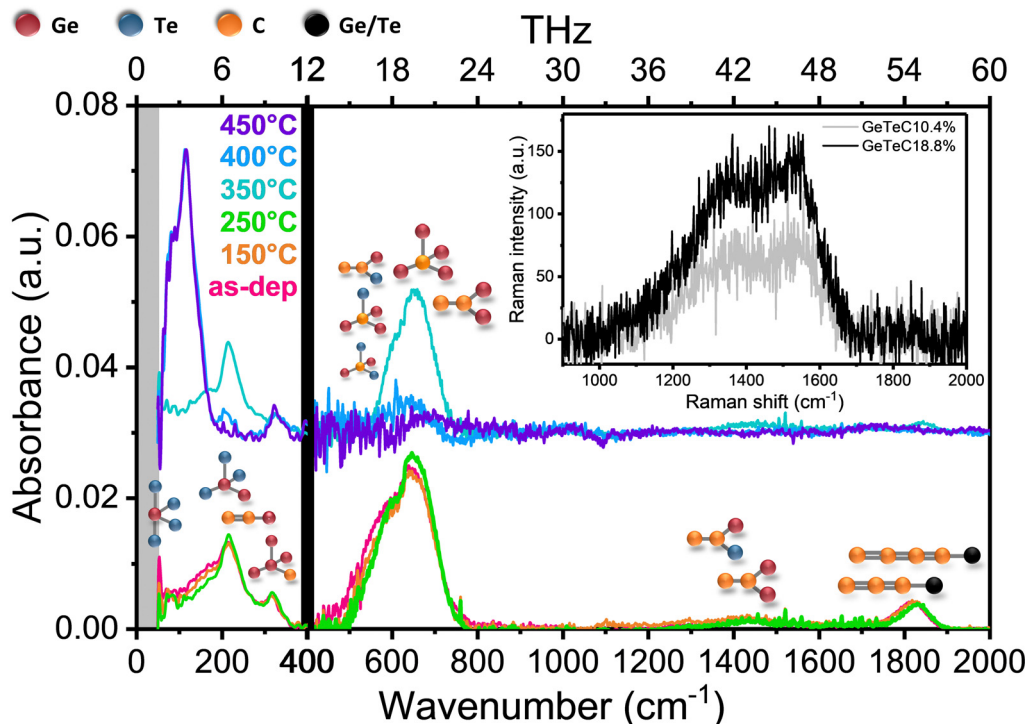 Ge Te C Ge/Te
THz
0 6 12 12 18 24 30 36 42 48 54 60
0.08
0.06
0.04
0.02
0.00
Absorbance (a.u.)
450°C
400°C
350°C
250°C
150°C
as-dep
GeTeC10.4%
GeTeC18.8%
150
100
50
0
Raman intensity (a.u.)
1000 1200 1400 1600 1800 2000
Raman shift (cm⁻¹)
0 200 400 400 600 800 1000 1200 1400 1600 1800 2000
Wavenumber (cm⁻¹)